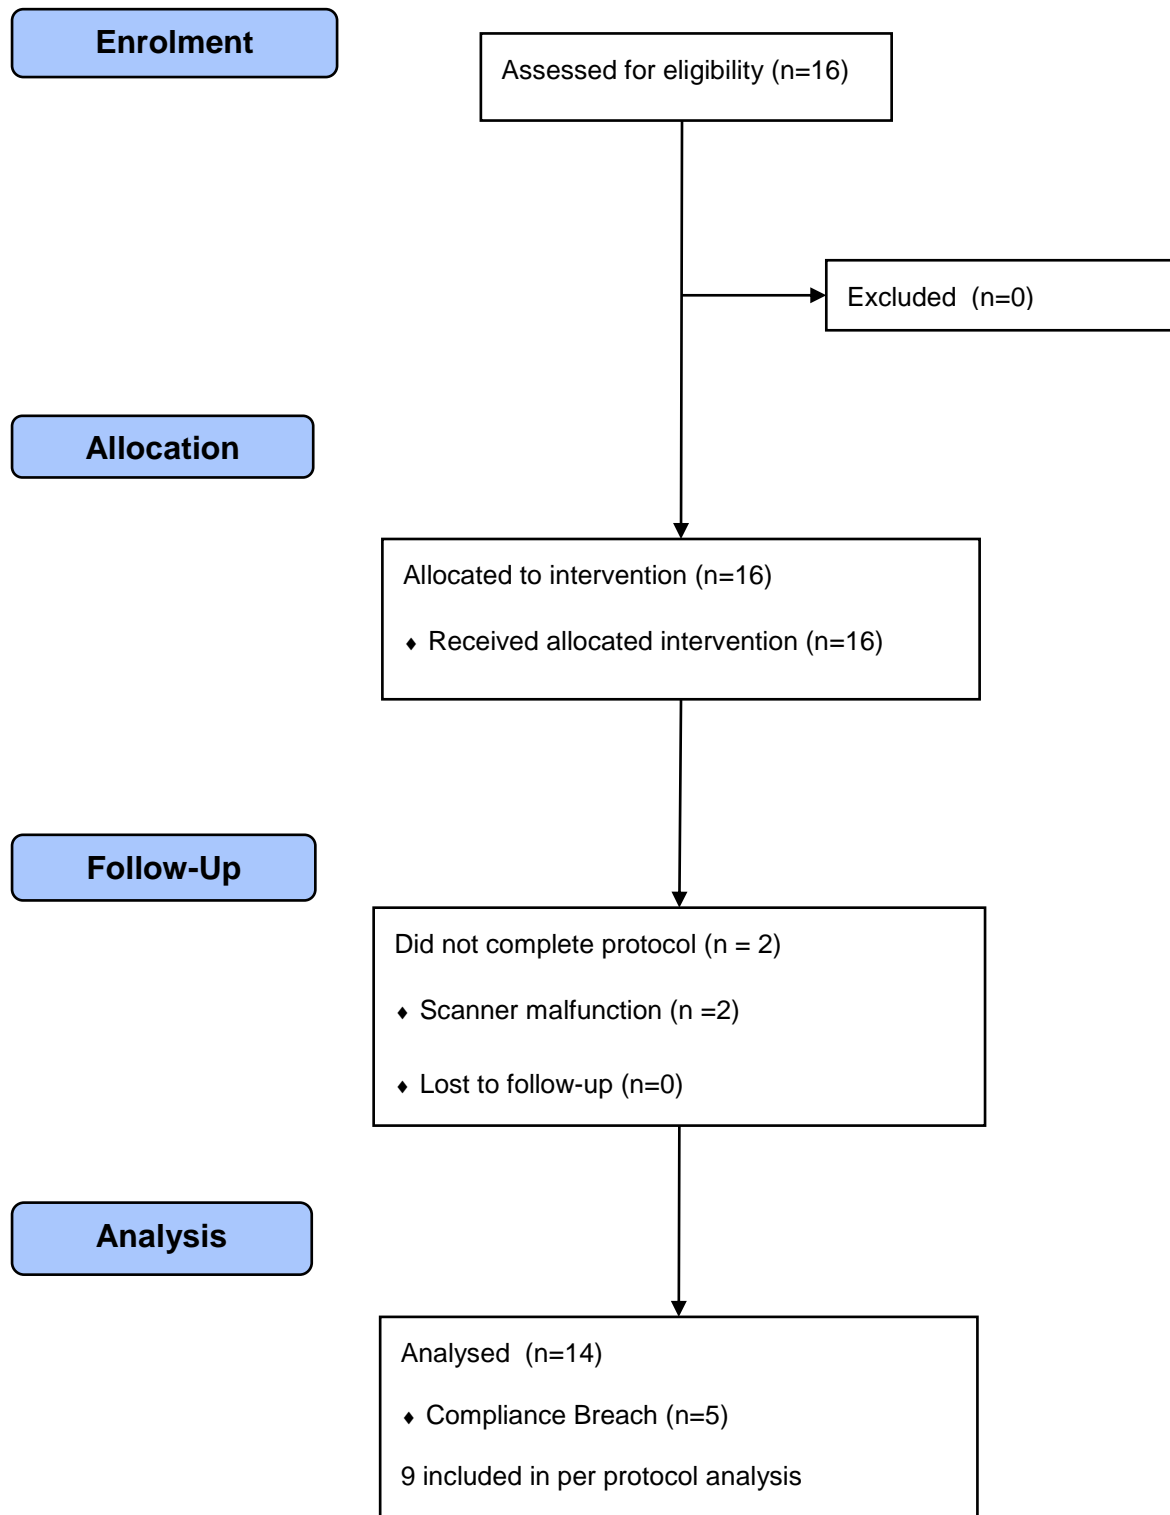 Enrolment
Assessed for eligibility (n=16)
Excluded  (n=0)
Allocation
Allocated to intervention (n=16)
♦ Received allocated intervention (n=16)
Follow-Up
Did not complete protocol (n = 2)
♦ Scanner malfunction (n =2)
♦ Lost to follow-up (n=0)
Analysis
Analysed  (n=14)
♦ Compliance Breach (n=5)
9 included in per protocol analysis